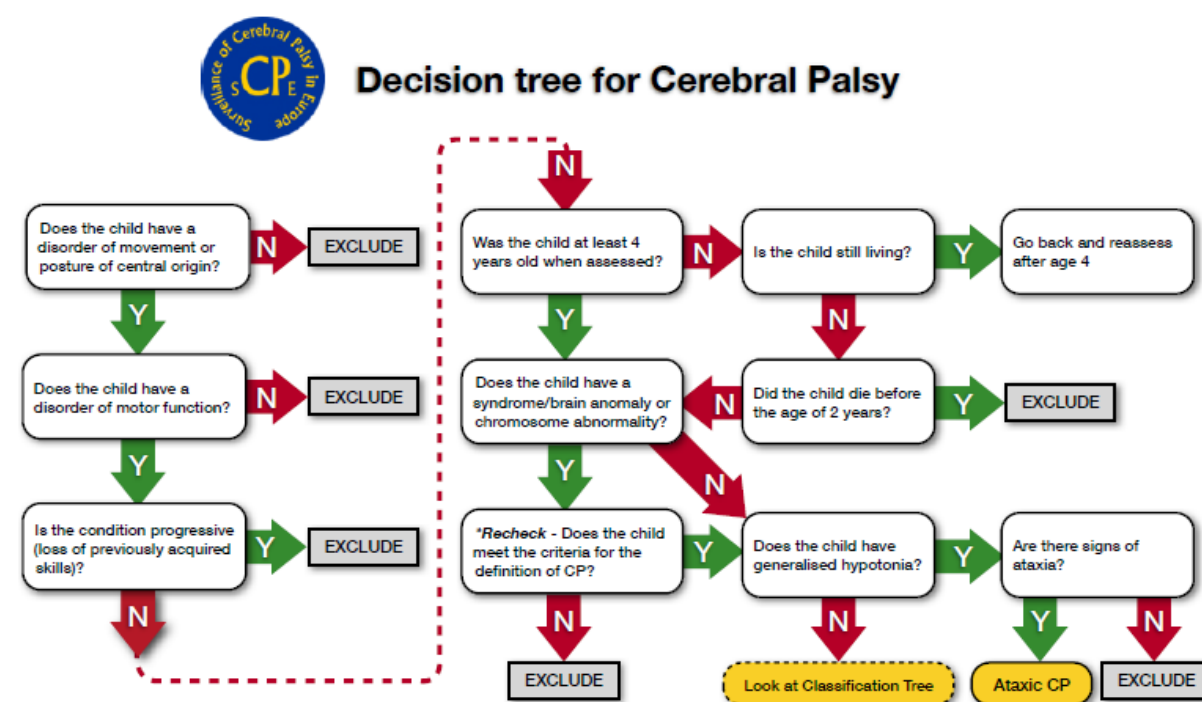 Surveillance of Cerebral Palsy in Europe
SCPE
Decision tree for Cerebral Palsy
N
Does the child have a
disorder of movement or
posture of central origin?
N
EXCLUDE
Was the child at least 4
years old when assessed?
N
Is the child still living?
Y
Go back and reassess
after age 4
Y
Y
N
Does the child have a
disorder of motor function?
N
EXCLUDE
Does the child have a
syndrome/brain anomaly or
chromosome abnormality?
N
Did the child die before
the age of 2 years?
Y
EXCLUDE
Y
Y
N
Is the condition progressive
(loss of previously acquired
skills)?
Y
EXCLUDE
*Recheck - Does the child
meet the criteria for the
definition of CP?
Y
Does the child have
generalised hypotonia?
Y
Are there signs of
ataxia?
N
N
N
Y
N
EXCLUDE
Look at Classification Tree
Ataxic CP
EXCLUDE